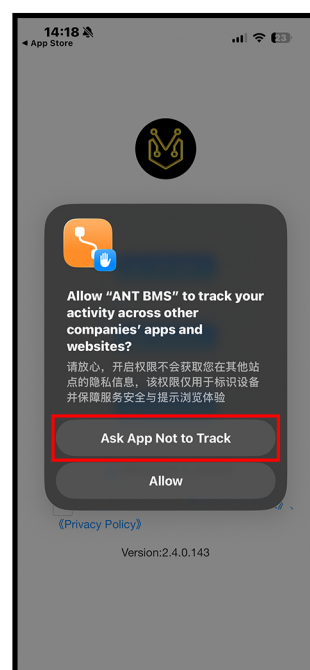 14:18
◀ App Store
23
Allow “ANT BMS” to track your
activity across other
companies’ apps and
websites?
请放心，开启权限不会获取您在其他站
点的隐私信息，该权限仅用于标识设备
并保障服务安全与提示浏览体验
Ask App Not to Track
Allow
《Privacy Policy》
Version:2.4.0.143